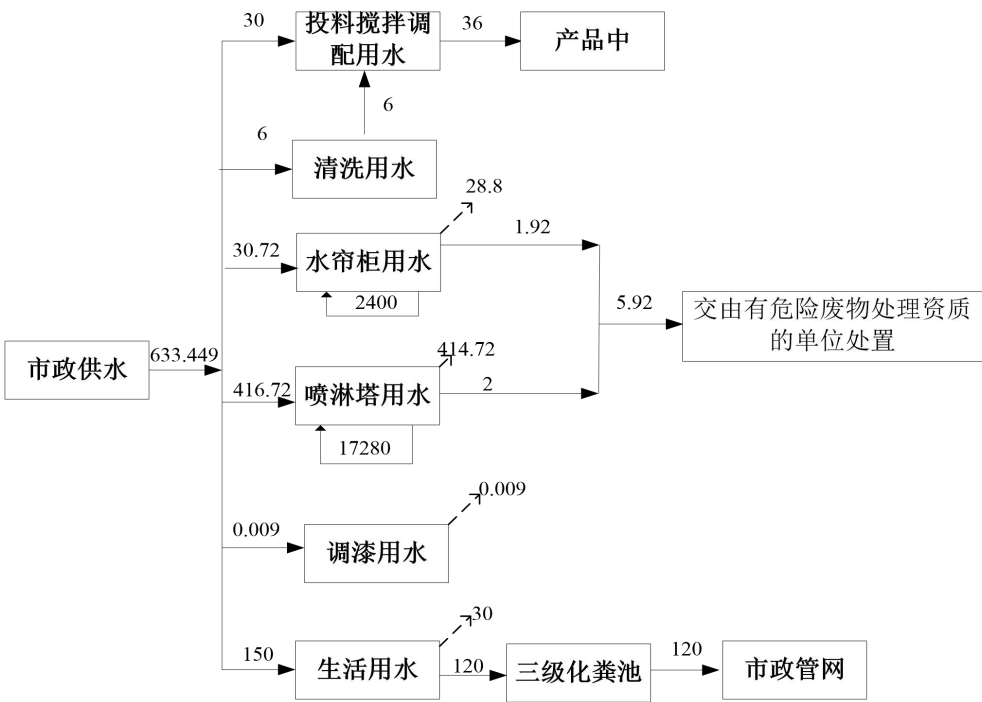 30
投料搅拌调
配用水
36
产品中
6
6
清洗用水
28.8
30.72
水帘柜用水
1.92
2400
5.92
交由有危险废物处理资质
的单位处置
市政供水
633.449
414.72
416.72
喷淋塔用水
2
17280
0.009
0.009
调漆用水
30
150
生活用水
120
三级化粪池
120
市政管网